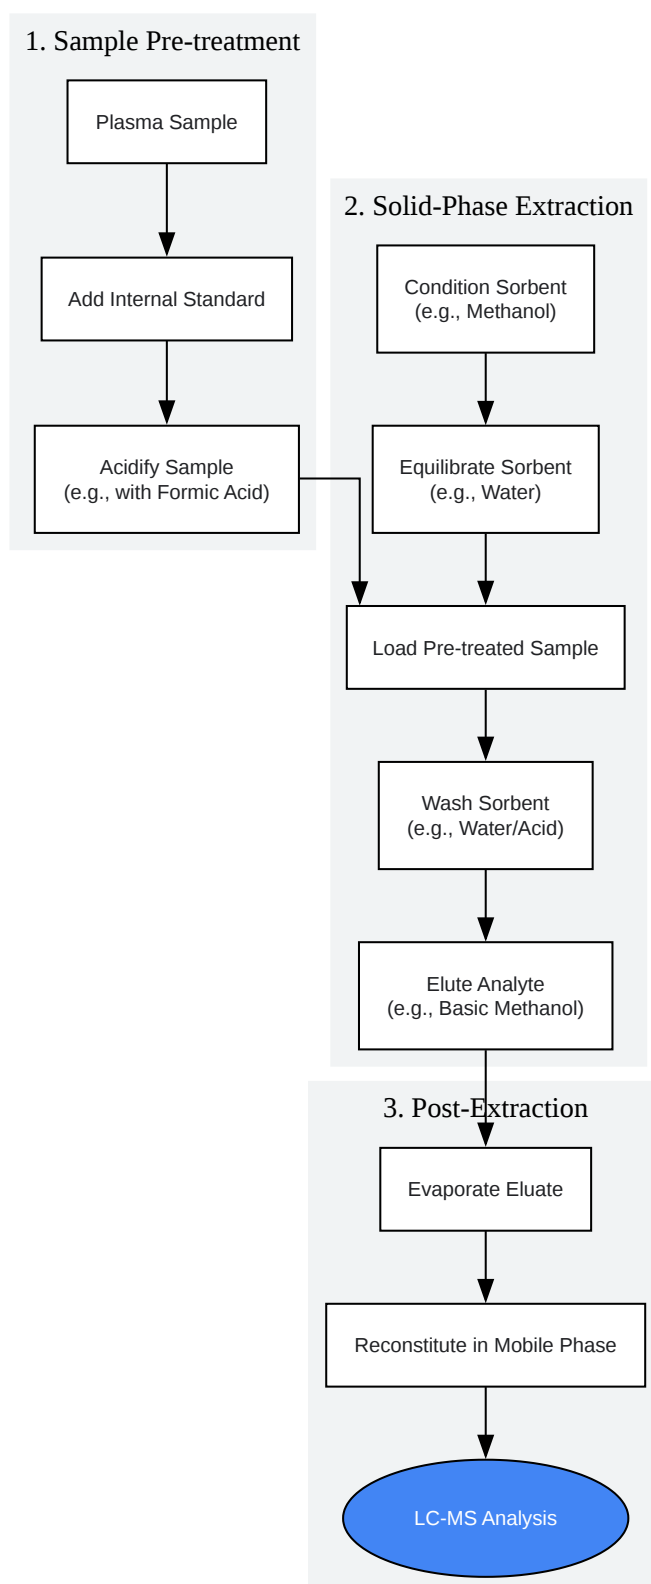 1. Sample Pre-treatment
Plasma Sample
Add Internal Standard
Acidify Sample
(e.g., with Formic Acid)
2. Solid-Phase Extraction
Condition Sorbent
(e.g., Methanol)
Equilibrate Sorbent
(e.g., Water)
Load Pre-treated Sample
Wash Sorbent
(e.g., Water/Acid)
Elute Analyte
(e.g., Basic Methanol)
3. Post-Extraction
Evaporate Eluate
Reconstitute in Mobile Phase
LC-MS Analysis